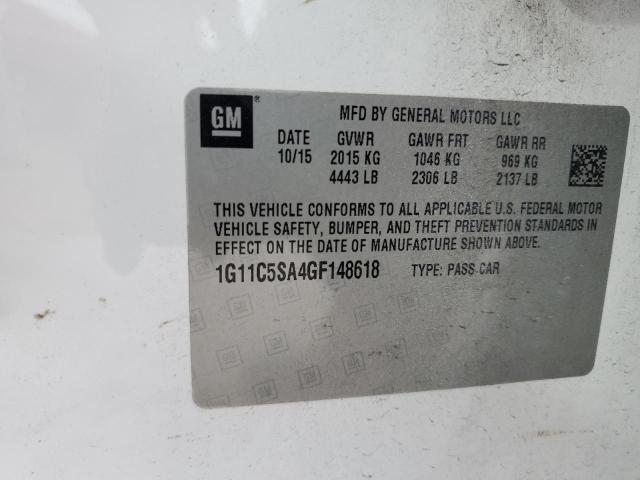 GM ®
MFD BY GENERAL MOTORS LLC
DATE GVWR GAWR FRT GAWR RR
10/15 2015 KG 1046 KG 969 KG
4443 LB 2306 LB 2137 LB
THIS VEHICLE CONFORMS TO ALL APPLICABLE U.S. FEDERAL MOTOR
VEHICLE SAFETY, BUMPER, AND THEFT PREVENTION STANDARDS IN
EFFECT ON THE DATE OF MANUFACTURE SHOWN ABOVE.
1G11C5SA4GF148618 TYPE: PASS CAR